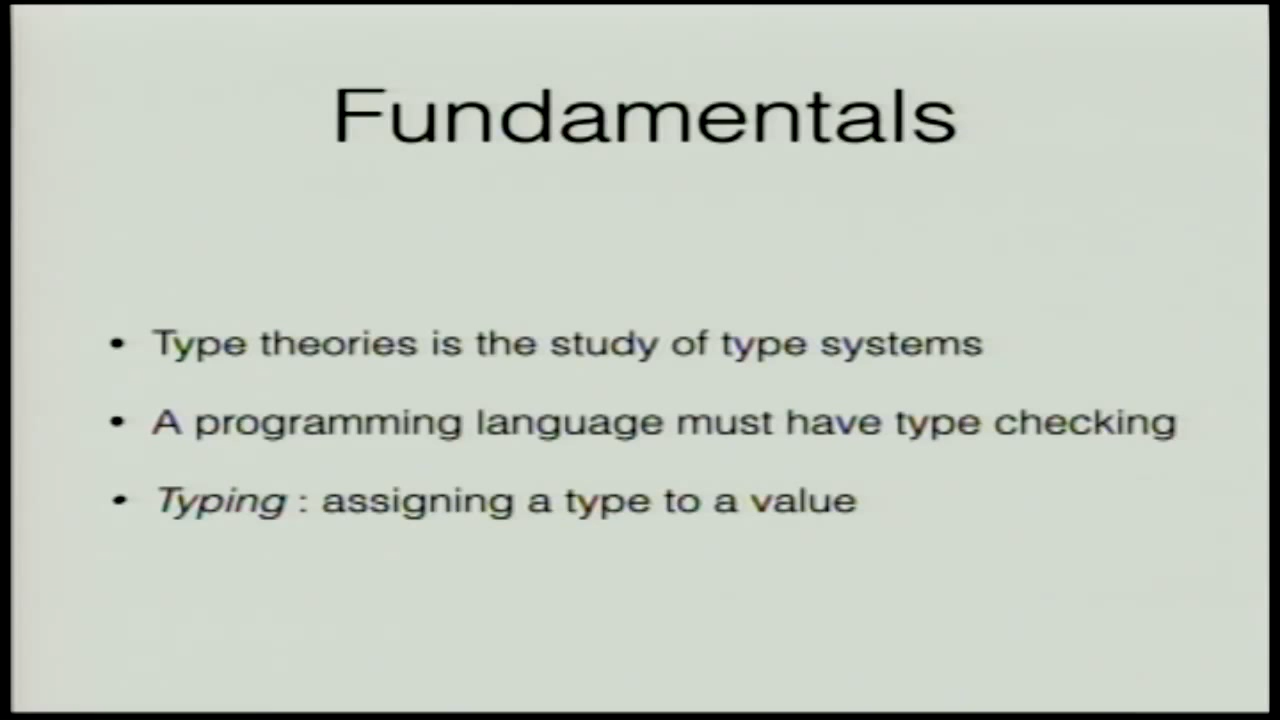 Fundamentals
• Type theories is the study of type systems
• A programming language must have type checking
• Typing : assigning a type to a value